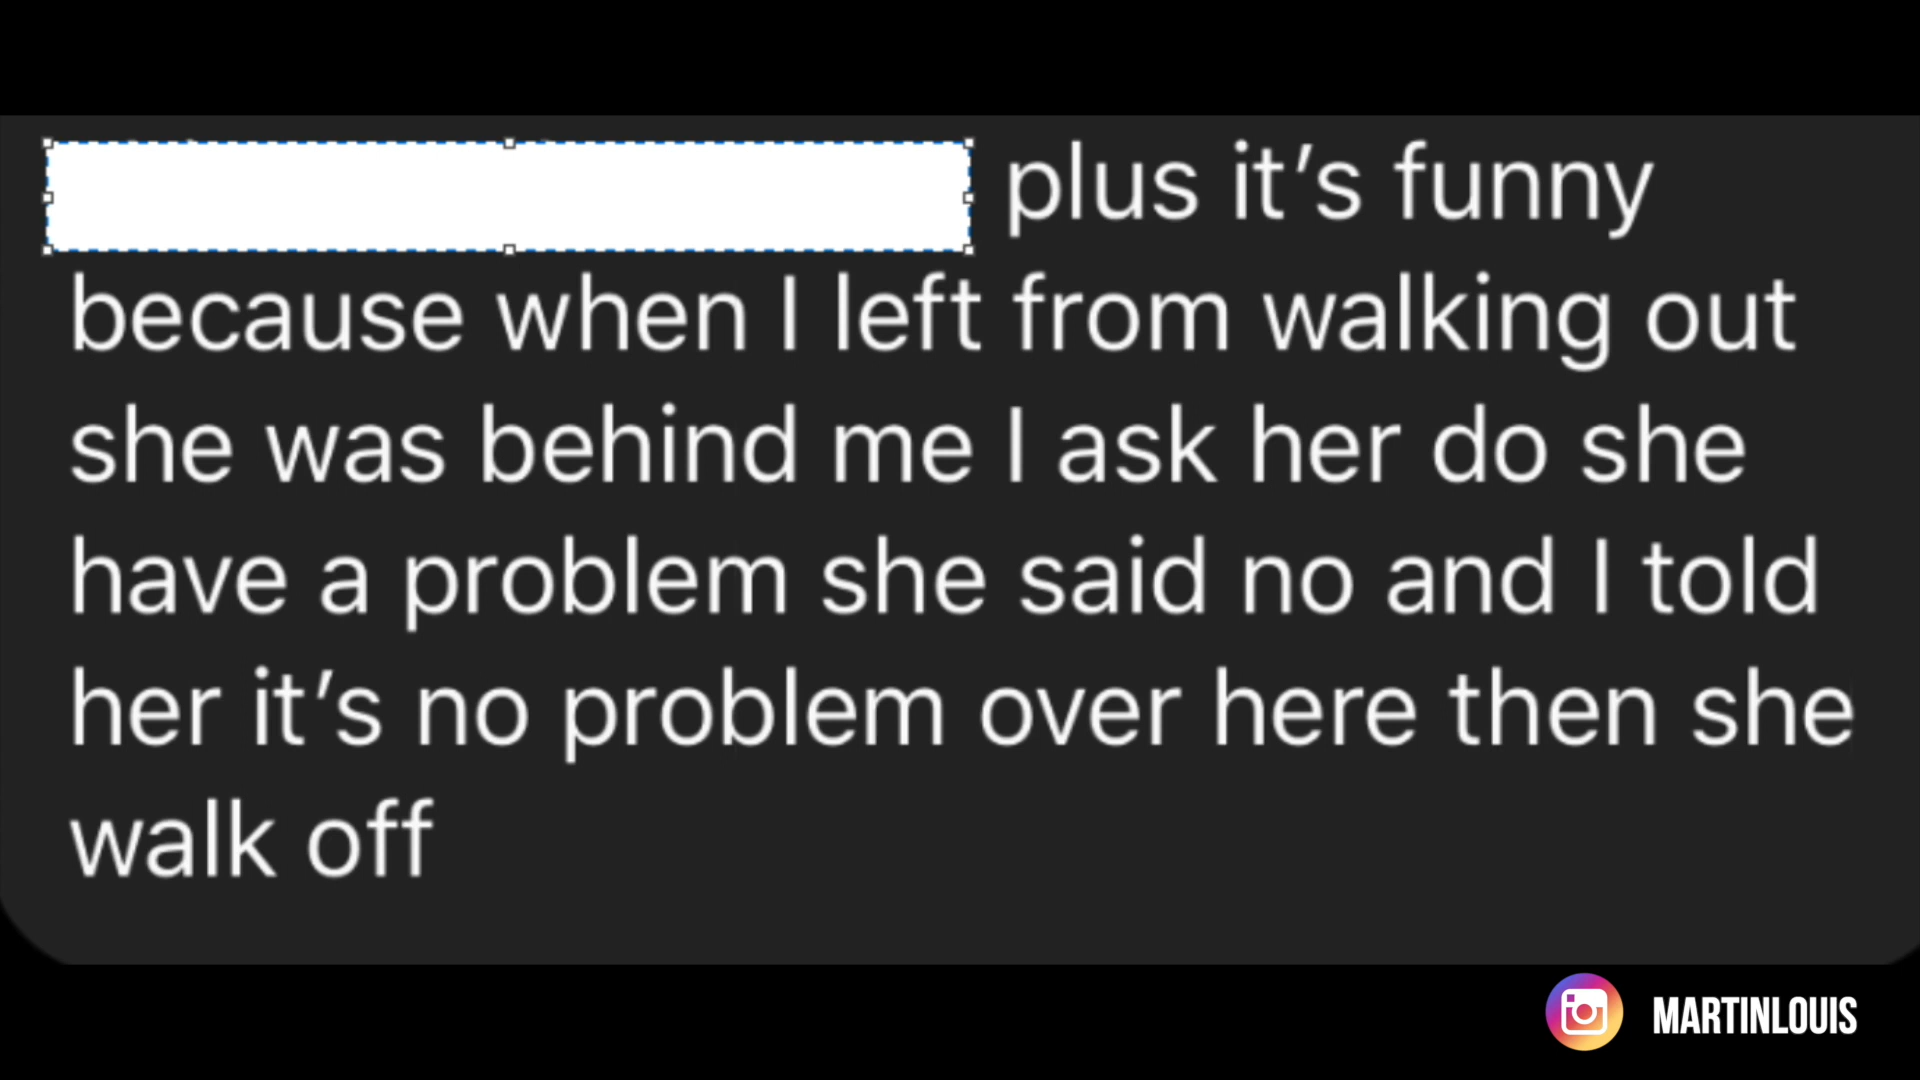 plus it’s funny
because when I left from walking out
she was behind me I ask her do she
have a problem she said no and I told
her it’s no problem over here then she
walk off
MARTINLOUIS